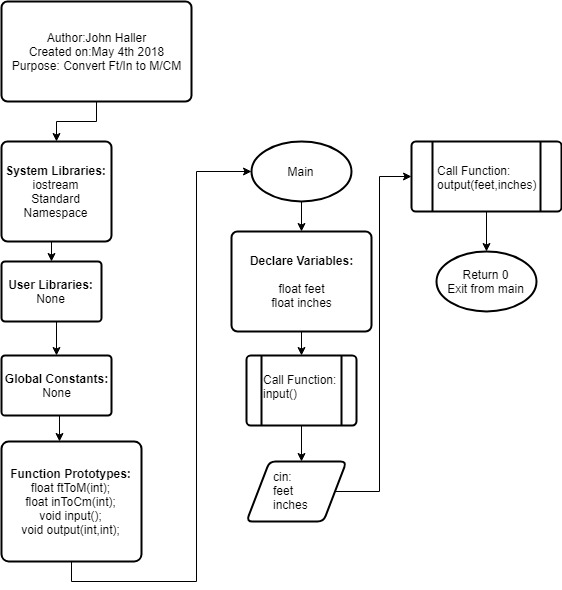 Author:John Haller
Created on:May 4th 2018
Purpose: Convert Ft/In to M/CM
System Libraries:
iostream
Standard
Namespace
User Libraries:
None
Global Constants:
None
Function Prototypes:
float ftToM(int);
float inToCm(int);
void input();
void output(int,int);
Main
Declare Variables:
float feet
float inches
Call Function:
input()
cin:
feet
inches
Call Function:
output(feet,inches)
Return 0
Exit from main